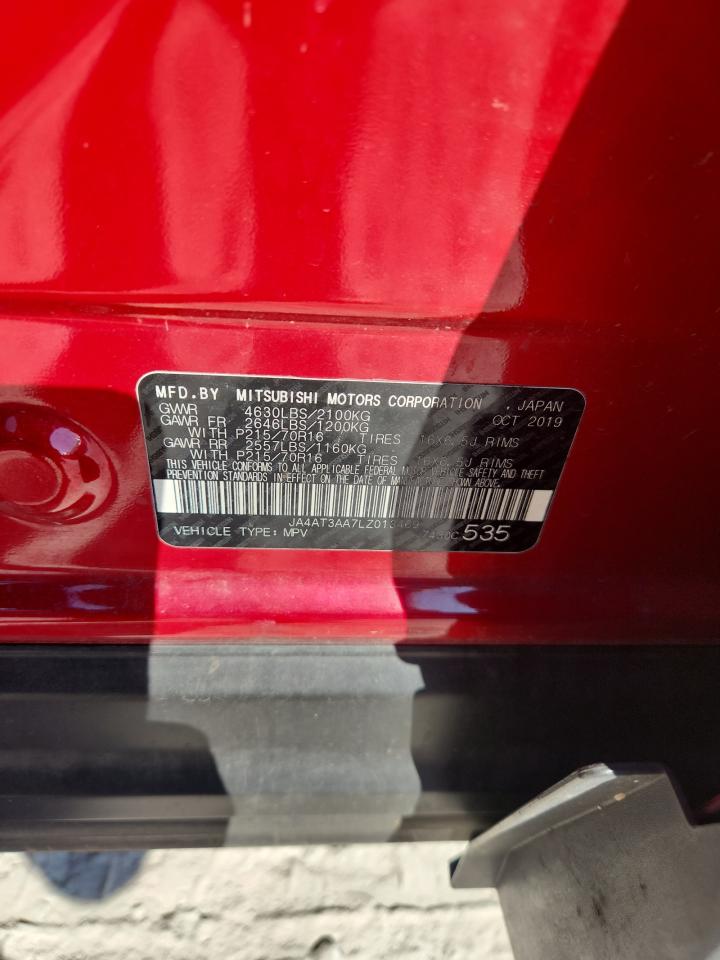 MFD.BY MITSUBISHI MOTORS CORPORATION , JAPAN
GVWR 4630LBS/2100KG OCT 2019
GAWR FR 2646LBS/1200KG
WITH P215/70R16 TIRES 16X6.5J RIMS
GAWR RR 2557LBS/1160KG
WITH P215/70R16 TIRES 16X6.5J RIMS
THIS VEHICLE CONFORMS TO ALL APPLICABLE FEDERAL MOTOR VEHICLE SAFETY AND THEFT
PREVENTION STANDARDS IN EFFECT ON THE DATE OF MANUFACTURE SHOWN ABOVE.
VEHICLE TYPE: MPV 535